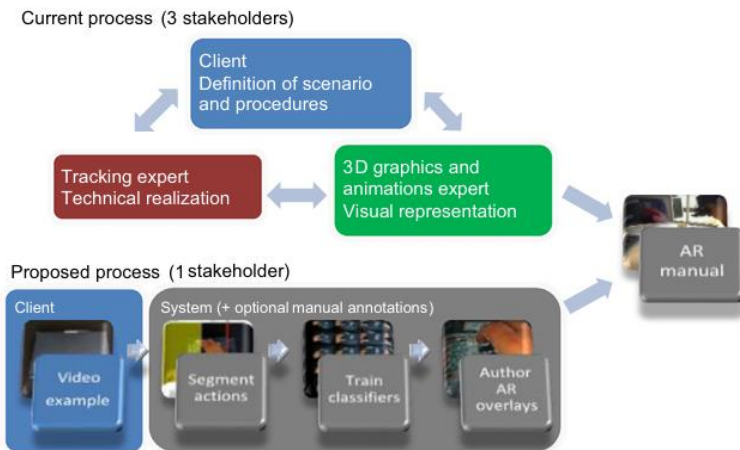 Current process (3 stakeholders)
Client
Definition of scenario
and procedures
Tracking expert
Technical realization
3D graphics and
animations expert
Visual representation
AR
manual
Proposed process (1 stakeholder)
Client
System (+ optional manual annotations)
Video
example
Segment
actions
Train
classifiers
Author
AR
overlays